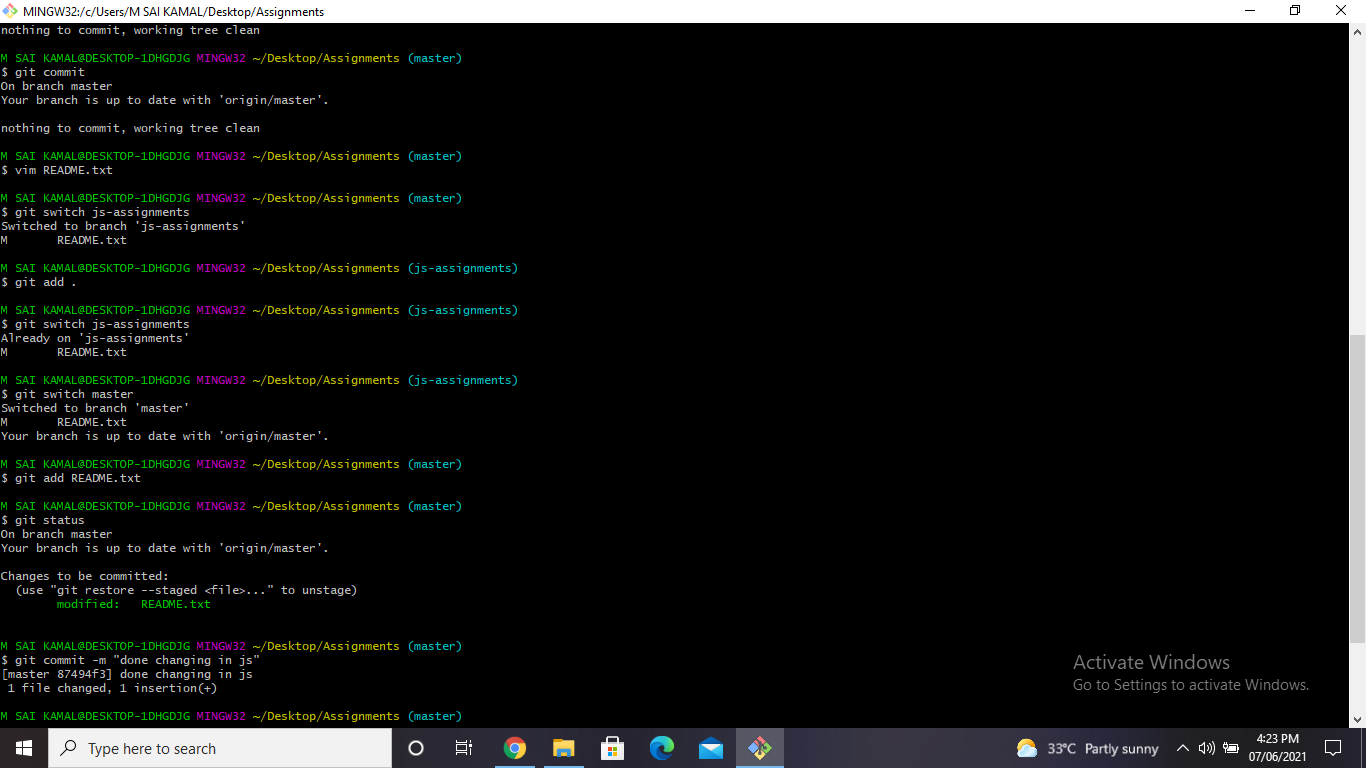 MINGW32:/c/Users/M SAI KAMAL/Desktop/Assignments
nothing to commit, working tree clean
M SAI KAMAL@DESKTOP-1DHGDJG MINGW32 ~/Desktop/Assignments (master)
$ git commit
On branch master
Your branch is up to date with 'origin/master'.
nothing to commit, working tree clean
M SAI KAMAL@DESKTOP-1DHGDJG MINGW32 ~/Desktop/Assignments (master)
$ vim README.txt
M SAI KAMAL@DESKTOP-1DHGDJG MINGW32 ~/Desktop/Assignments (master)
$ git switch js-assignments
Switched to branch 'js-assignments'
M       README.txt
M SAI KAMAL@DESKTOP-1DHGDJG MINGW32 ~/Desktop/Assignments (js-assignments)
$ git add .
M SAI KAMAL@DESKTOP-1DHGDJG MINGW32 ~/Desktop/Assignments (js-assignments)
$ git switch js-assignments
Already on 'js-assignments'
M       README.txt
M SAI KAMAL@DESKTOP-1DHGDJG MINGW32 ~/Desktop/Assignments (js-assignments)
$ git switch master
Switched to branch 'master'
M       README.txt
Your branch is up to date with 'origin/master'.
M SAI KAMAL@DESKTOP-1DHGDJG MINGW32 ~/Desktop/Assignments (master)
$ git add README.txt
M SAI KAMAL@DESKTOP-1DHGDJG MINGW32 ~/Desktop/Assignments (master)
$ git status
On branch master
Your branch is up to date with 'origin/master'.
Changes to be committed:
  (use "git restore --staged <file>..." to unstage)
        modified:   README.txt
M SAI KAMAL@DESKTOP-1DHGDJG MINGW32 ~/Desktop/Assignments (master)
$ git commit -m "done changing in js"
[master 87494f3] done changing in js
 1 file changed, 1 insertion(+)
M SAI KAMAL@DESKTOP-1DHGDJG MINGW32 ~/Desktop/Assignments (master)
Activate Windows
Go to Settings to activate Windows.
Type here to search
33°C Partly sunny
4:23 PM
07/06/2021